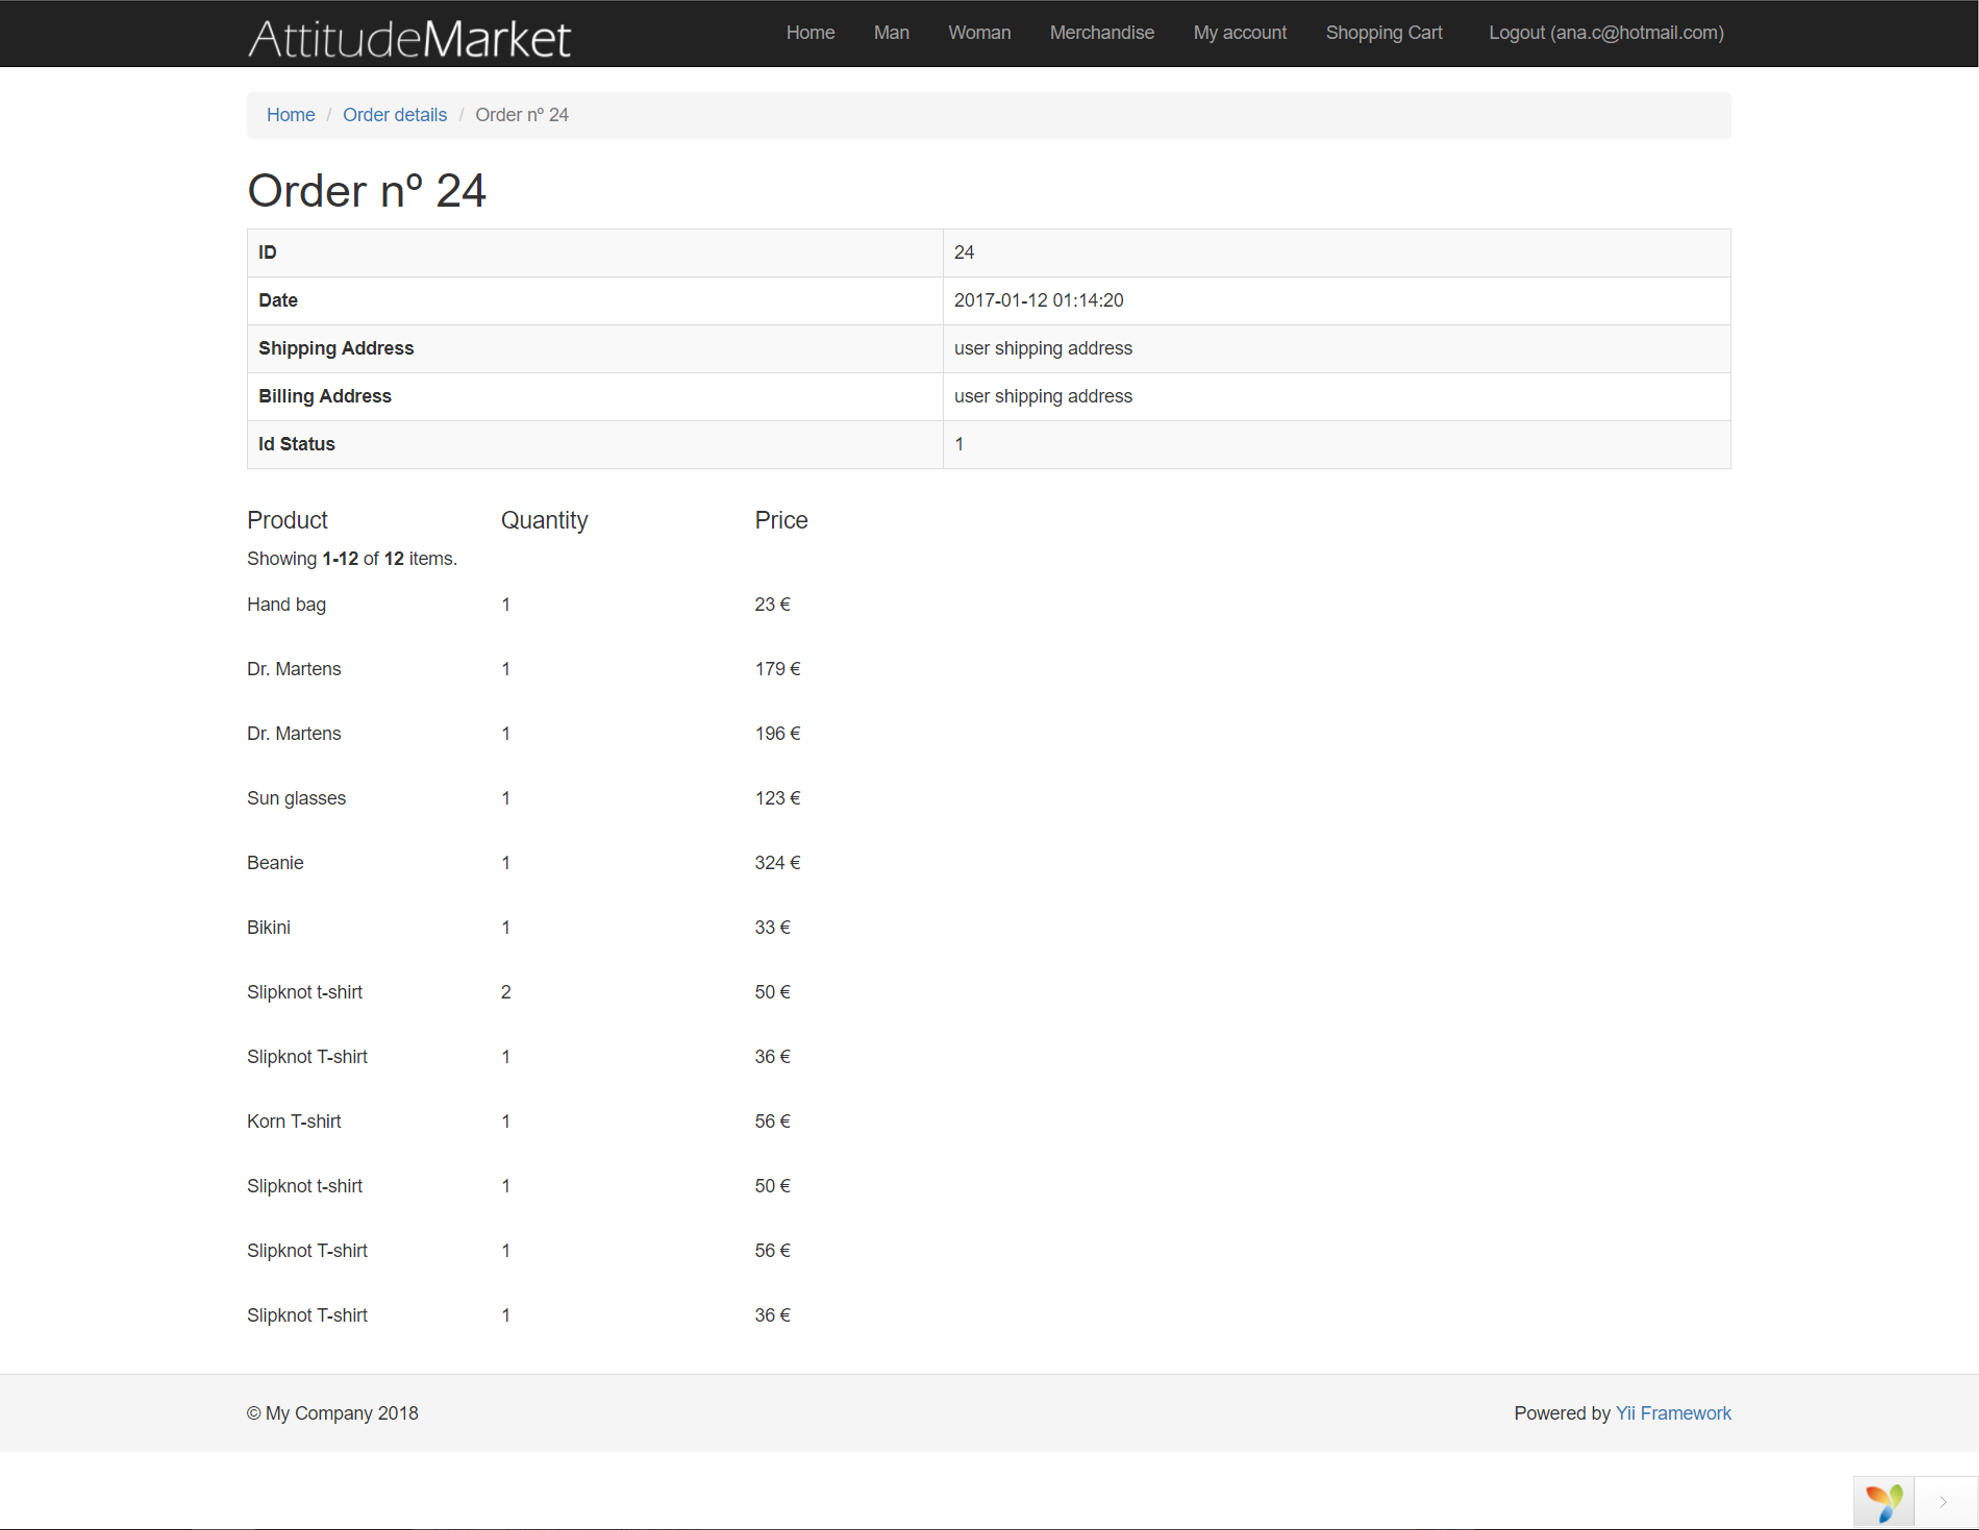 AttitudeMarket Home Man Woman Merchandise My account Shopping Cart Logout (ana.c@hotmail.com)
Home / Order details / Order nº 24
Order nº 24
ID 24
Date 2017-01-12 01:14:20
Shipping Address user shipping address
Billing Address user shipping address
Id Status 1
Product Quantity Price
Showing 1-12 of 12 items.
Hand bag 1 23 €
Dr. Martens 1 179 €
Dr. Martens 1 196 €
Sun glasses 1 123 €
Beanie 1 324 €
Bikini 1 33 €
Slipknot t-shirt 2 50 €
Slipknot T-shirt 1 36 €
Korn T-shirt 1 56 €
Slipknot t-shirt 1 50 €
Slipknot T-shirt 1 56 €
Slipknot T-shirt 1 36 €
© My Company 2018 Powered by Yii Framework